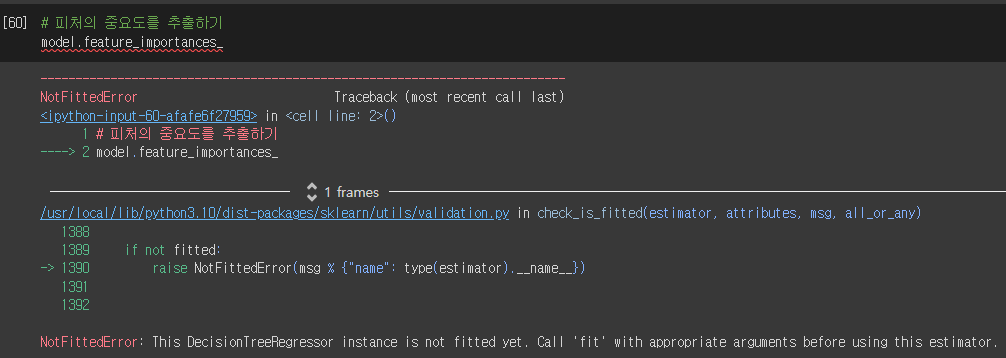 [60] # 피처의 중요도를 추출하기
model.feature_importances_
---------------------------------------------------------------------------
NotFittedError                            Traceback (most recent call last)
<ipython-input-60-afafe6f27959> in <cell line: 2>()
      1 # 피처의 중요도를 추출하기
----> 2 model.feature_importances_
1 frames
/usr/local/lib/python3.10/dist-packages/sklearn/utils/validation.py in check_is_fitted(estimator, attributes, msg, all_or_any)
   1388
   1389     if not fitted:
-> 1390         raise NotFittedError(msg % {"name": type(estimator).__name__})
   1391
   1392
NotFittedError: This DecisionTreeRegressor instance is not fitted yet. Call 'fit' with appropriate arguments before using this estimator.